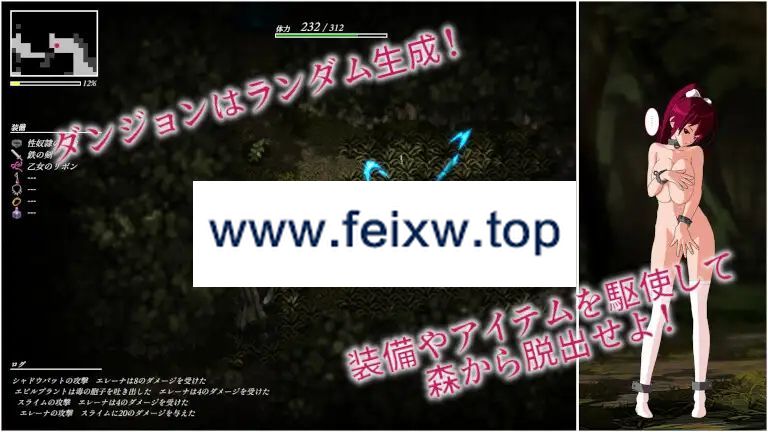 体力 232 / 312
12%
ダンジョンはランダム生成！
装備
性奴隷の
鉄の剣
乙女のリボン
---
---
---
---
www.feixw.top
装備やアイテムを駆使して
森から脱出せよ！
ログ
シャドウバットの攻撃 エレーナは8のダメージを受けた
エビルプラントは毒の胞子を吐き出した エレーナは4のダメージを受けた
スライムの攻撃 エレーナは4のダメージを受けた
エレーナの攻撃 スライムに20のダメージを与えた